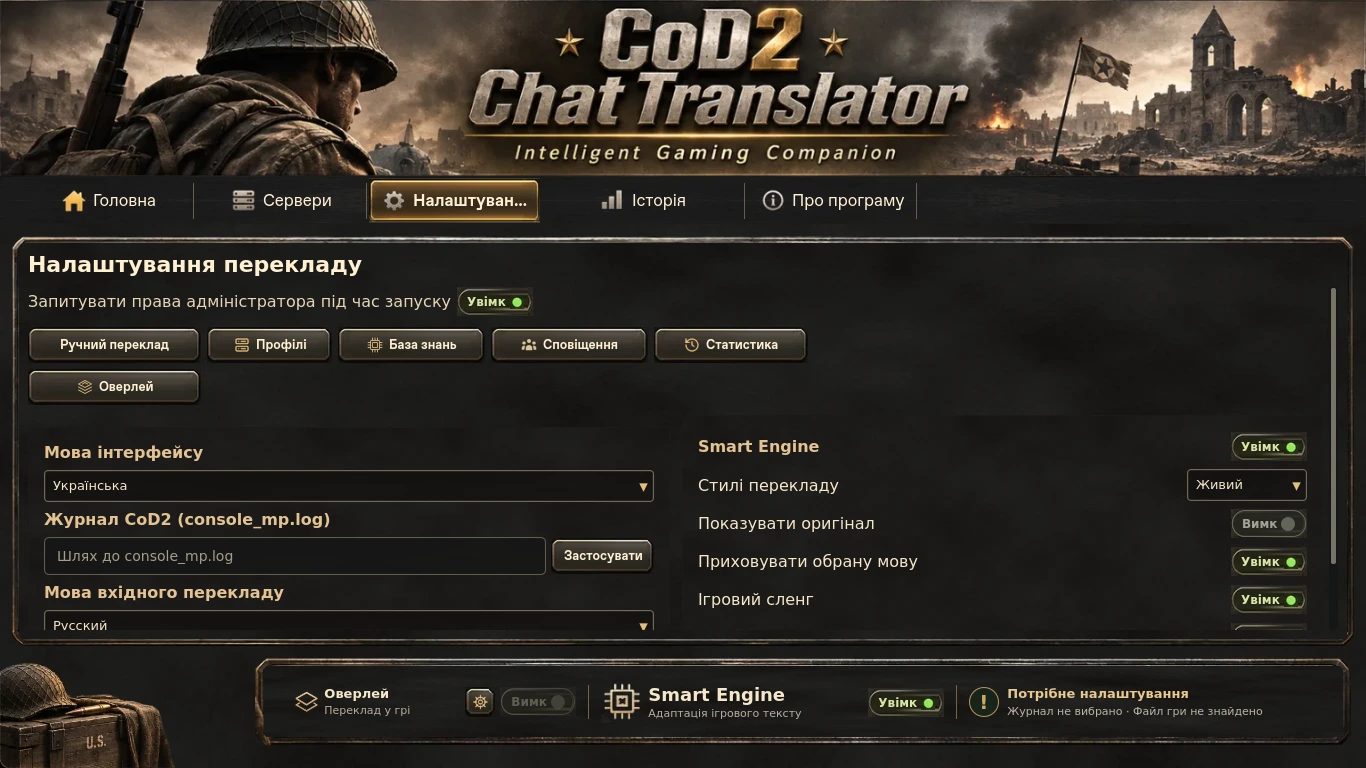 CoD2
Chat Translator
Intelligent Gaming Companion
Головна
Сервери
Налаштуван...
Історія
Про програму
Налаштування перекладу
Запитувати права адміністратора під час запуску Увімк
Ручний переклад
Профілі
База знань
Сповіщення
Статистика
Оверлей
Мова інтерфейсу
Українська
Журнал CoD2 (console_mp.log)
Шлях до console_mp.log
Застосувати
Мова вхідного перекладу
Русский
Smart Engine Увімк
Стилі перекладу Живий
Показувати оригінал Вимк
Приховувати обрану мову Увімк
Ігровий сленг Увімк
U.S.
Оверлей
Переклад у грі
Вимк
Smart Engine
Адаптація ігрового тексту
Увімк
Потрібне налаштування
Журнал не вибрано · Файл гри не знайдено